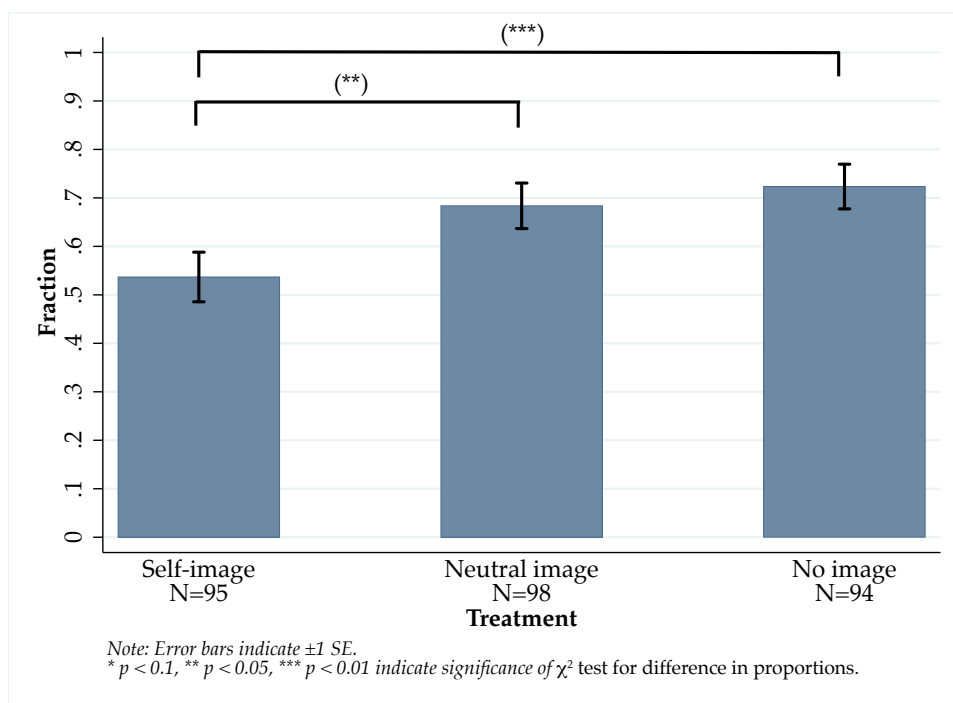 (***)
(**)
1
.9
.8
.7
.6
.5
.4
.3
.2
.1
0
Fraction
Self-image
N=95
Neutral image
N=98
No image
N=94
Treatment
Note: Error bars indicate ±1 SE.
* p < 0.1, ** p < 0.05, *** p < 0.01 indicate significance of χ² test for difference in proportions.